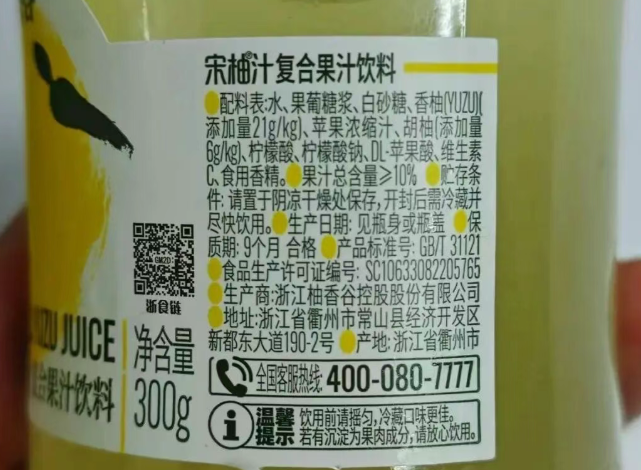 宋柚®汁复合果汁饮料
配料表:水、果葡糖浆、白砂糖、香柚(YUZU)(
添加量21g/kg)、苹果浓缩汁、胡柚(添加量
6g/kg)、柠檬酸、柠檬酸钠、DL-苹果酸、维生素
C、食用香精。 果汁总含量≥10% 贮存条
件: 请置于阴凉干燥处保存,开封后需冷藏并
尽快饮用。 生产日期: 见瓶身或瓶盖 保
质期: 9个月 合格 产品标准号: GB/T 31121
食品生产许可证编号: SC10633082205765
生产商:浙江柚香谷控股股份有限公司
地址:浙江省衢州市常山县经济开发区
新都东大道190-2号 产地: 浙江省衢州市
全国客服热线: 400-080-7777
温馨提示 饮用前请摇匀,冷藏口味更佳。
若有沉淀为果肉成分,请放心饮用。
GM2D
浙食链
YUZU JUICE
合果汁饮料
净含量
300g